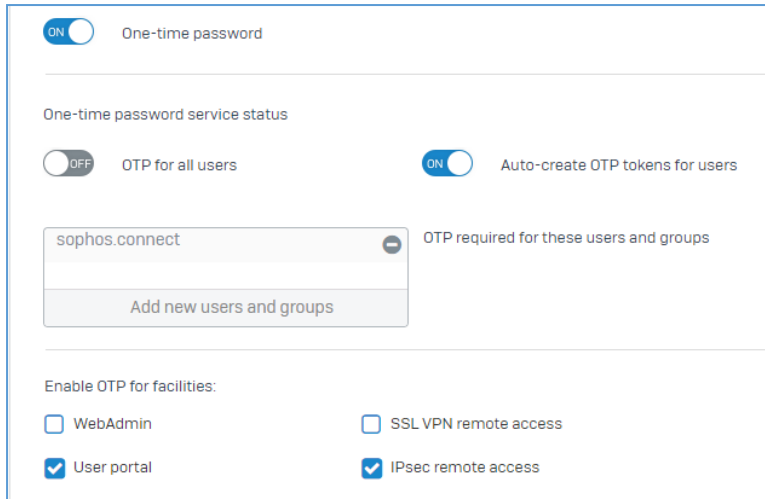 ON One-time password
One-time password service status
OFF OTP for all users ON Auto-create OTP tokens for users
sophos.connect OTP required for these users and groups
Add new users and groups
Enable OTP for facilities:
WebAdmin SSL VPN remote access
User portal IPsec remote access